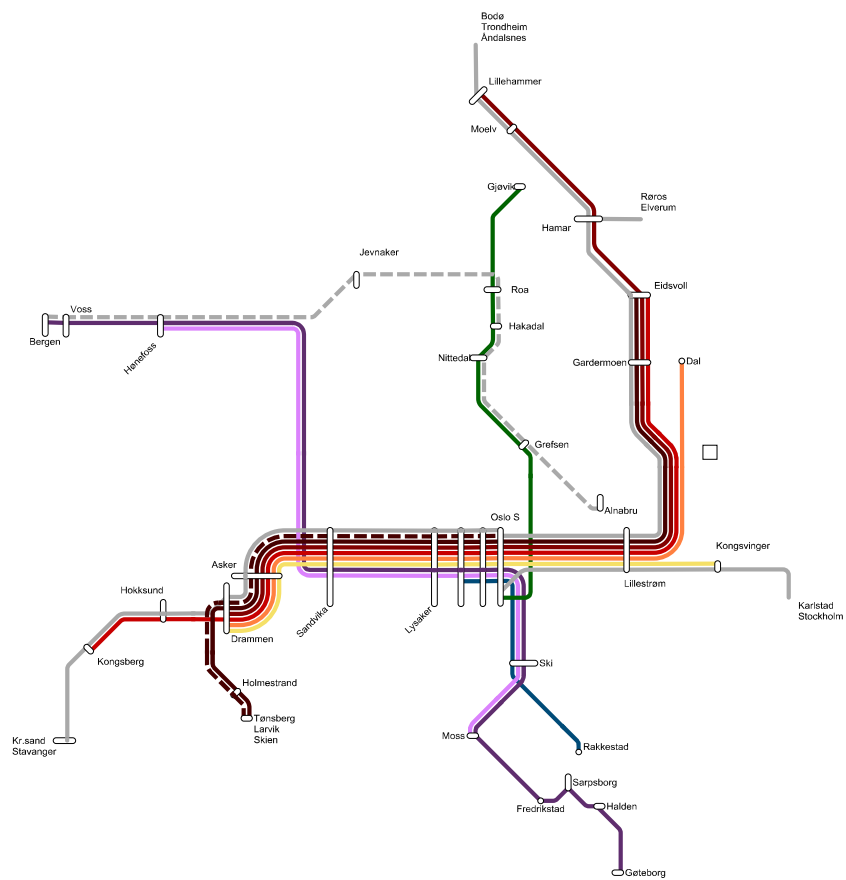 Bodø
Trondheim
Åndalsnes
Lillehammer
Moelv
Gjøvik
Røros
Elverum
Hamar
Jevnaker
Eidsvoll
Roa
Voss
Hakadal
Bergen
Nittedal
Gardermoen
Dal
Hønefoss
Grefsen
Alnabru
Oslo S
Kongsvinger
Asker
Lillestrøm
Hokksund
Sandvika
Lysaker
Karlstad
Stockholm
Drammen
Kongsberg
Ski
Holmestrand
Tønsberg
Larvik
Skien
Kr.sand
Stavanger
Moss
Rakkestad
Sarpsborg
Fredrikstad
Halden
Gøteborg